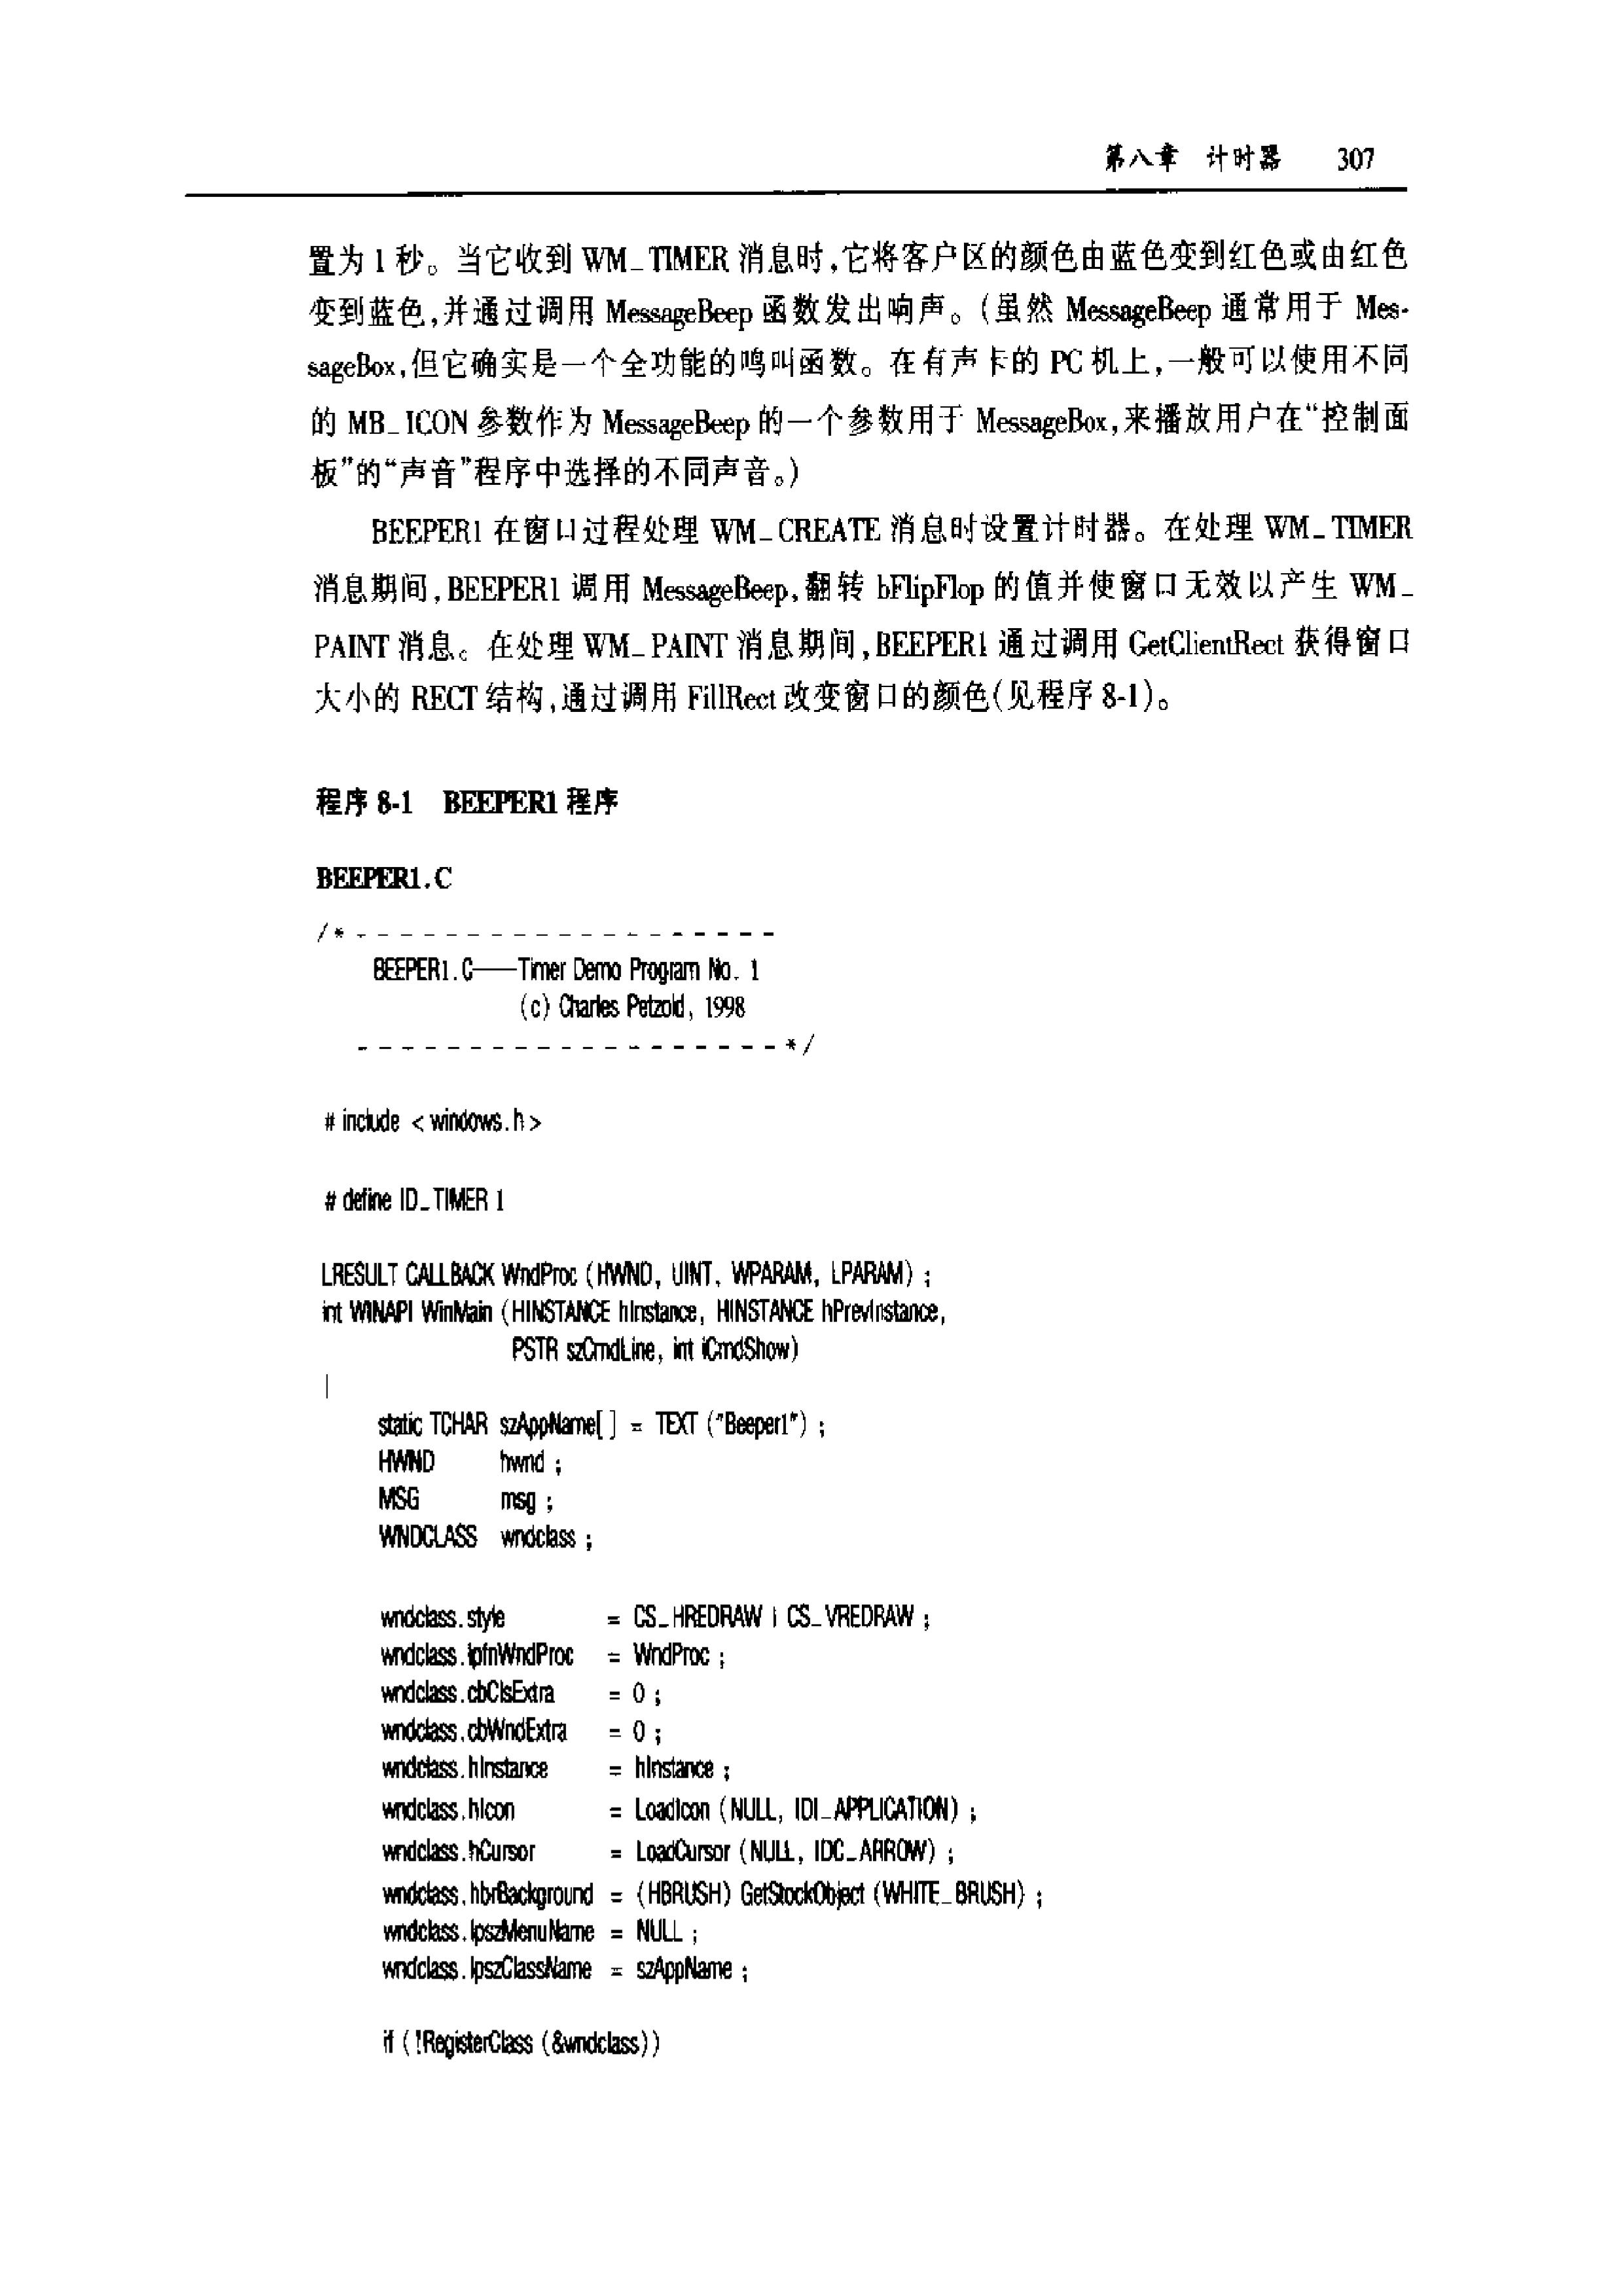 第八章 计时器 307
置为 1 秒。当它收到 WM_TIMER 消息时,它将客户区的颜色由蓝色变到红色或由红色
变到蓝色,并通过调用 MessageBeep 函数发出响声。(虽然 MessageBeep 通常用于 Mes-
sageBox,但它确实是一个全功能的鸣叫函数。在有声卡的 PC 机上,一般可以使用不同
的 MB_ICON 参数作为 MessageBeep 的一个参数用于 MessageBox,来播放用户在“控制面
板”的“声音”程序中选择的不同声音。)
BEEPER1 在窗口过程处理 WM_CREATE 消息时设置计时器。在处理 WM_TIMER
消息期间,BEEPER1 调用 MessageBeep,翻转 bFlipFlop 的值并使窗口无效以产生 WM_
PAINT 消息。在处理 WM_PAINT 消息期间,BEEPER1 通过调用 GetClientRect 获得窗口
大小的 RECT 结构,通过调用 FillRect 改变窗口的颜色(见程序 8-1)。
程序 8-1 BEEPER1 程序
BEEPER1.C
/* - - - - - - - - - - - - - - - - - - -
BEEPER1.C——Timer Demo Program No. 1
(c) Charles Petzold, 1998
- - - - - - - - - - - - - - - - - - - */
# include < windows.h >
# define ID_TIMER 1
LRESULT CALLBACK WndProc (HWND, UINT, WPARAM, LPARAM) ;
int WINAPI WinMain (HINSTANCE hInstance, HINSTANCE hPrevInstance,
PSTR szCmdLine, int iCmdShow)
{
static TCHAR szAppName[ ] = TEXT ("Beeper1") ;
HWND hwnd ;
MSG msg ;
WNDCLASS wndclass ;
wndclass.style = CS_HREDRAW | CS_VREDRAW ;
wndclass.lpfnWndProc = WndProc ;
wndclass.cbClsExtra = 0 ;
wndclass.cbWndExtra = 0 ;
wndclass.hInstance = hInstance ;
wndclass.hIcon = LoadIcon (NULL, IDI_APPLICATION) ;
wndclass.hCursor = LoadCursor (NULL, IDC_ARROW) ;
wndclass.hbrBackground = (HBRUSH) GetStockObject (WHITE_BRUSH) ;
wndclass.lpszMenuName = NULL ;
wndclass.lpszClassName = szAppName ;
if ( !RegisterClass (&wndclass))